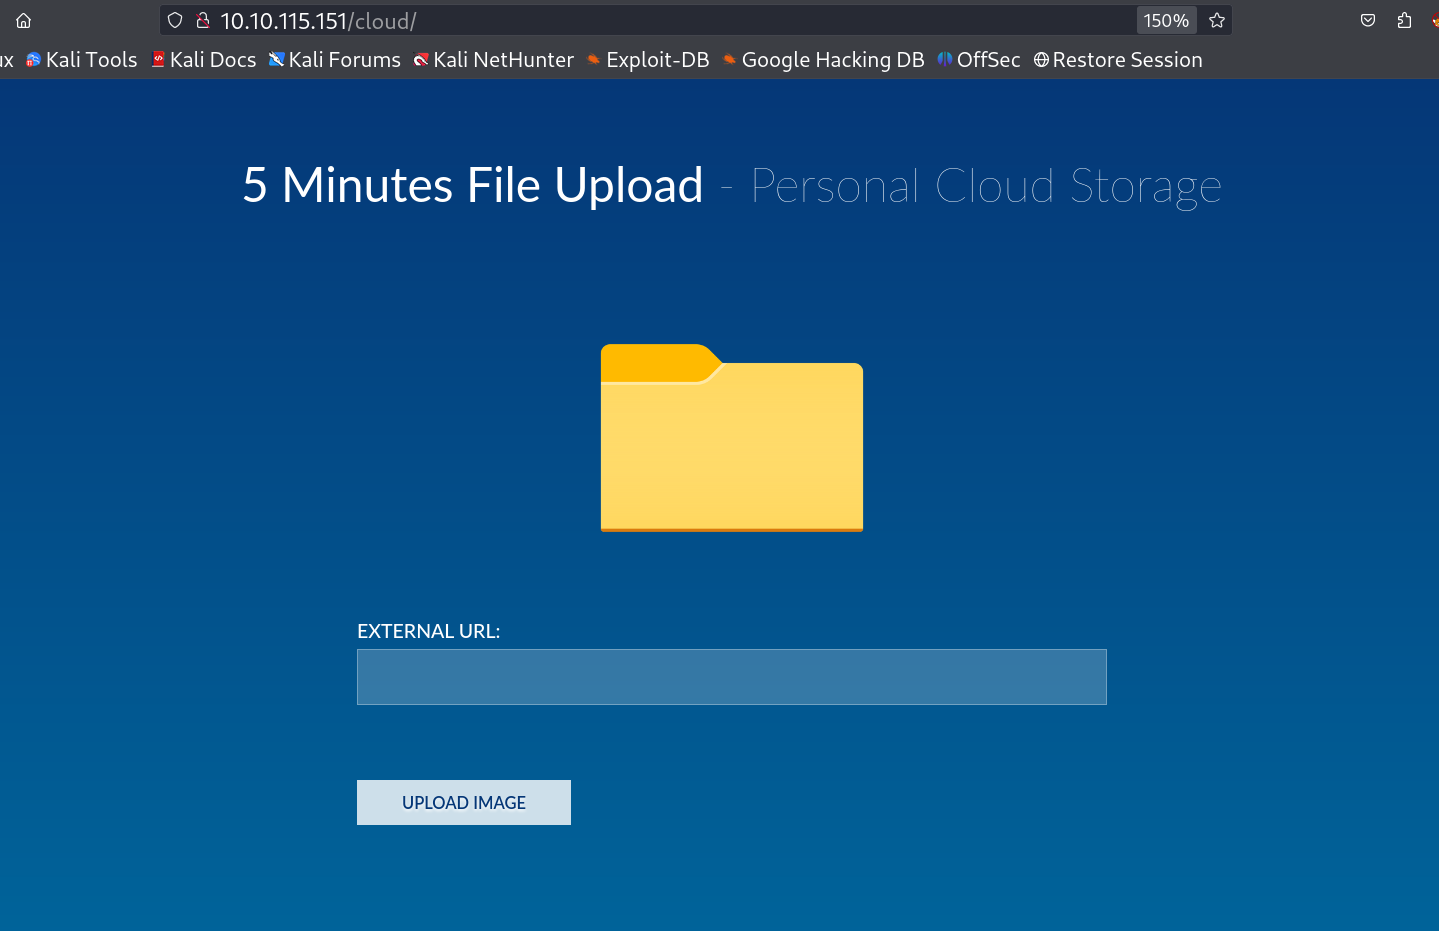 10.10.115.151/cloud/ 150%
ux Kali Tools Kali Docs Kali Forums Kali NetHunter Exploit-DB Google Hacking DB OffSec Restore Session
5 Minutes File Upload - Personal Cloud Storage
EXTERNAL URL:
UPLOAD IMAGE